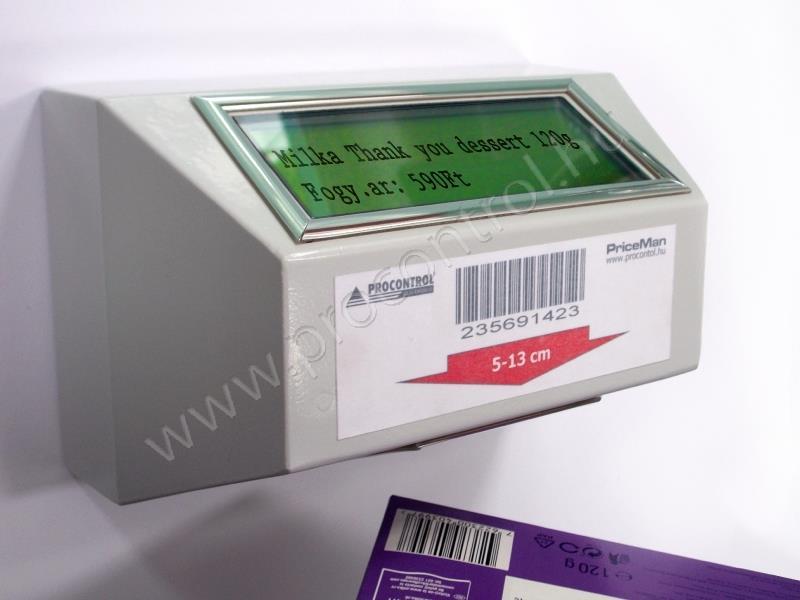 Milka Thank you dessert 120g
Fogy.ar: 590Ft
PROCONTROL
PriceMan
www.procontrol.hu
235691423
5-13 cm
www.procontrol.hu
℮ 120 g